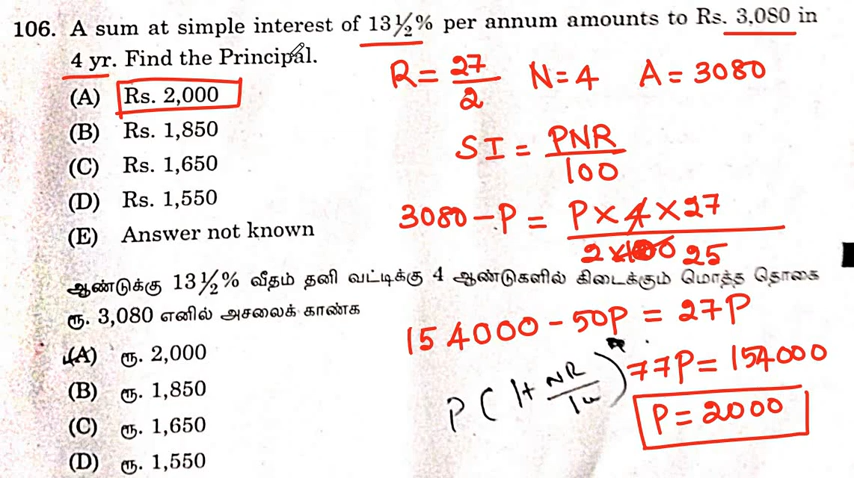 106. A sum at simple interest of 13½% per annum amounts to Rs. 3,080 in
4 yr. Find the Principal.
(A) Rs. 2,000
(B) Rs. 1,850
(C) Rs. 1,650
(D) Rs. 1,550
(E) Answer not known
R = 27/2 N=4 A = 3080
SI = PNR/100
3080 - P = P × 4 × 27 / 2 × 100 25
154000 - 50P = 27P
77P = 154000
P = 2000
P(1+ NR/100)
ஆண்டுக்கு 13½% வீதம் தனி வட்டிக்கு 4 ஆண்டுகளில் கிடைக்கும் மொத்த தொகை
ரூ. 3,080 எனில் அசலைக் காண்க
(A) ரூ. 2,000
(B) ரூ. 1,850
(C) ரூ. 1,650
(D) ரூ. 1,550